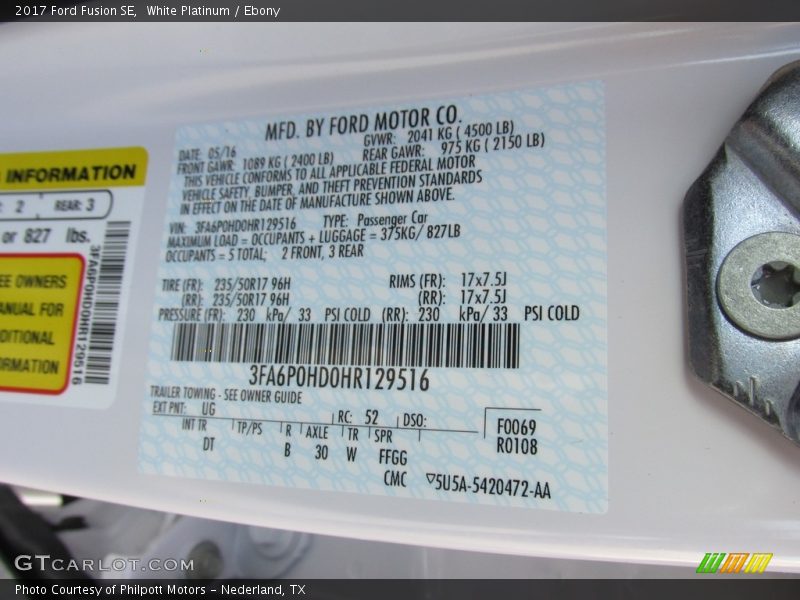 2017 Ford Fusion SE, White Platinum / Ebony
INFORMATION
2 REAR: 3
or 827 lbs.
EE OWNERS
ANUAL FOR
DITIONAL
ORMATION
3FA6P0HD0HR129516
MFD. BY FORD MOTOR CO.
DATE: 05/16 GVWR: 2041 KG ( 4500 LB)
FRONT GAWR: 1089 KG ( 2400 LB) REAR GAWR: 975 KG ( 2150 LB)
THIS VEHICLE CONFORMS TO ALL APPLICABLE FEDERAL MOTOR
VEHICLE SAFETY, BUMPER, AND THEFT PREVENTION STANDARDS
IN EFFECT ON THE DATE OF MANUFACTURE SHOWN ABOVE.
VIN: 3FA6P0HD0HR129516 TYPE: Passenger Car
MAXIMUM LOAD = OCCUPANTS + LUGGAGE = 375KG/ 827LB
OCCUPANTS = 5 TOTAL; 2 FRONT, 3 REAR
TIRE (FR): 235/50R17 96H RIMS (FR): 17x7.5J
(RR): 235/50R17 96H (RR): 17x7.5J
PRESSURE (FR): 230 kPa/ 33 PSI COLD (RR): 230 kPa/ 33 PSI COLD
3FA6P0HD0HR129516
TRAILER TOWING - SEE OWNER GUIDE
EXT PNT: UG RC: 52 DSO:
INT TR TP/PS R AXLE TR SPR
DT B 30 W FFGG
F0069
R0108
CMC ▽5U5A-5420472-AA
GTCARLOT.COM
Photo Courtesy of Philpott Motors - Nederland, TX